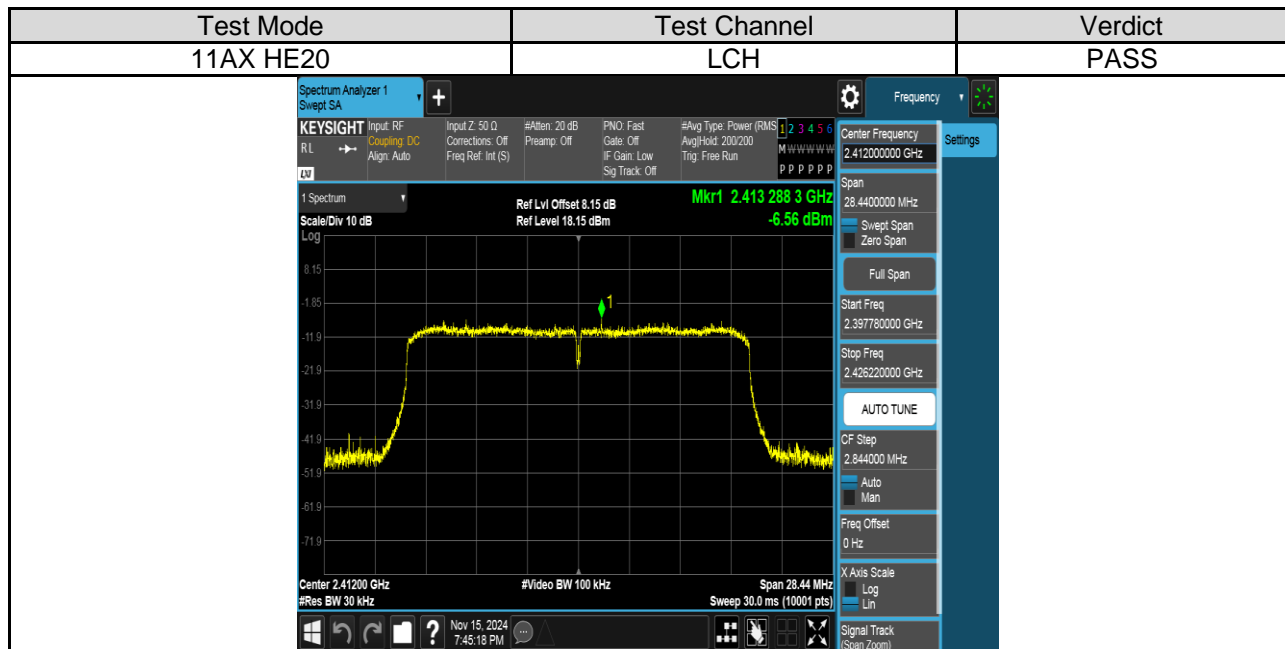 Test Mode Test Channel Verdict
11AX HE20 LCH PASS
Spectrum Analyzer 1
Swept SA
+
Frequency
KEYSIGHT
RL
LXI
Input: RF
Coupling: DC
Align: Auto
Input Z: 50 Ω
Corrections: Off
Freq Ref: Int (S)
#Atten: 20 dB
Preamp: Off
PNO: Fast
Gate: Off
IF Gain: Low
Sig Track: Off
#Avg Type: Power (RMS
Avg|Hold: 200/200
Trig: Free Run
1 2 3 4 5 6
M W W W W W
P P P P P P
1 Spectrum
Scale/Div 10 dB
Log
Ref Lvl Offset 8.15 dB
Ref Level 18.15 dBm
Mkr1 2.413 288 3 GHz
-6.56 dBm
8.15
-1.85
-11.9
-21.9
-31.9
-41.9
-51.9
-61.9
-71.9
1
Center 2.41200 GHz
#Res BW 30 kHz
#Video BW 100 kHz
Span 28.44 MHz
Sweep 30.0 ms (10001 pts)
Center Frequency
2.412000000 GHz
Settings
Span
28.4400000 MHz
Swept Span
Zero Span
Full Span
Start Freq
2.397780000 GHz
Stop Freq
2.426220000 GHz
AUTO TUNE
CF Step
2.844000 MHz
Auto
Man
Freq Offset
0 Hz
X Axis Scale
Log
Lin
Signal Track
(Span Zoom)
?
Nov 15, 2024
7:45:18 PM